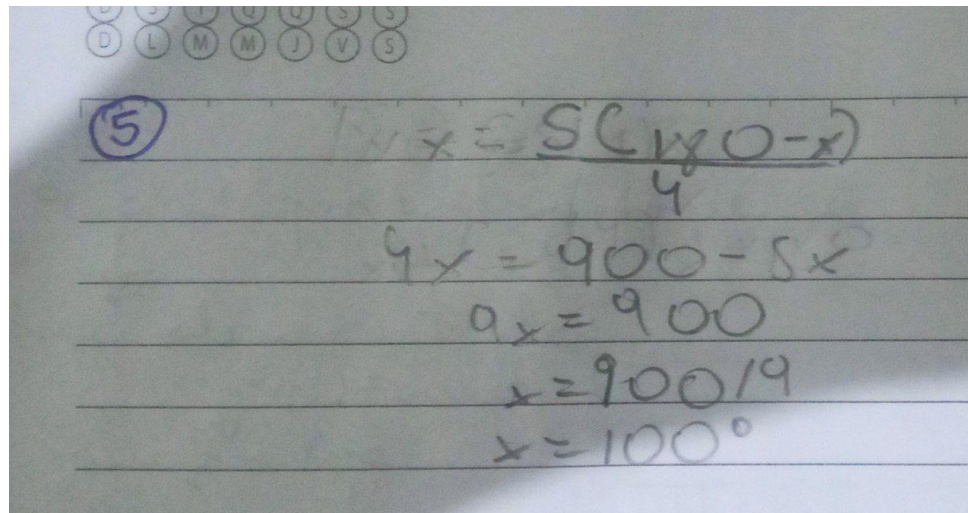 D L M M J V S
5 x = 5(180-x)/4
4x = 900-5x
9x = 900
x = 900/9
x = 100°